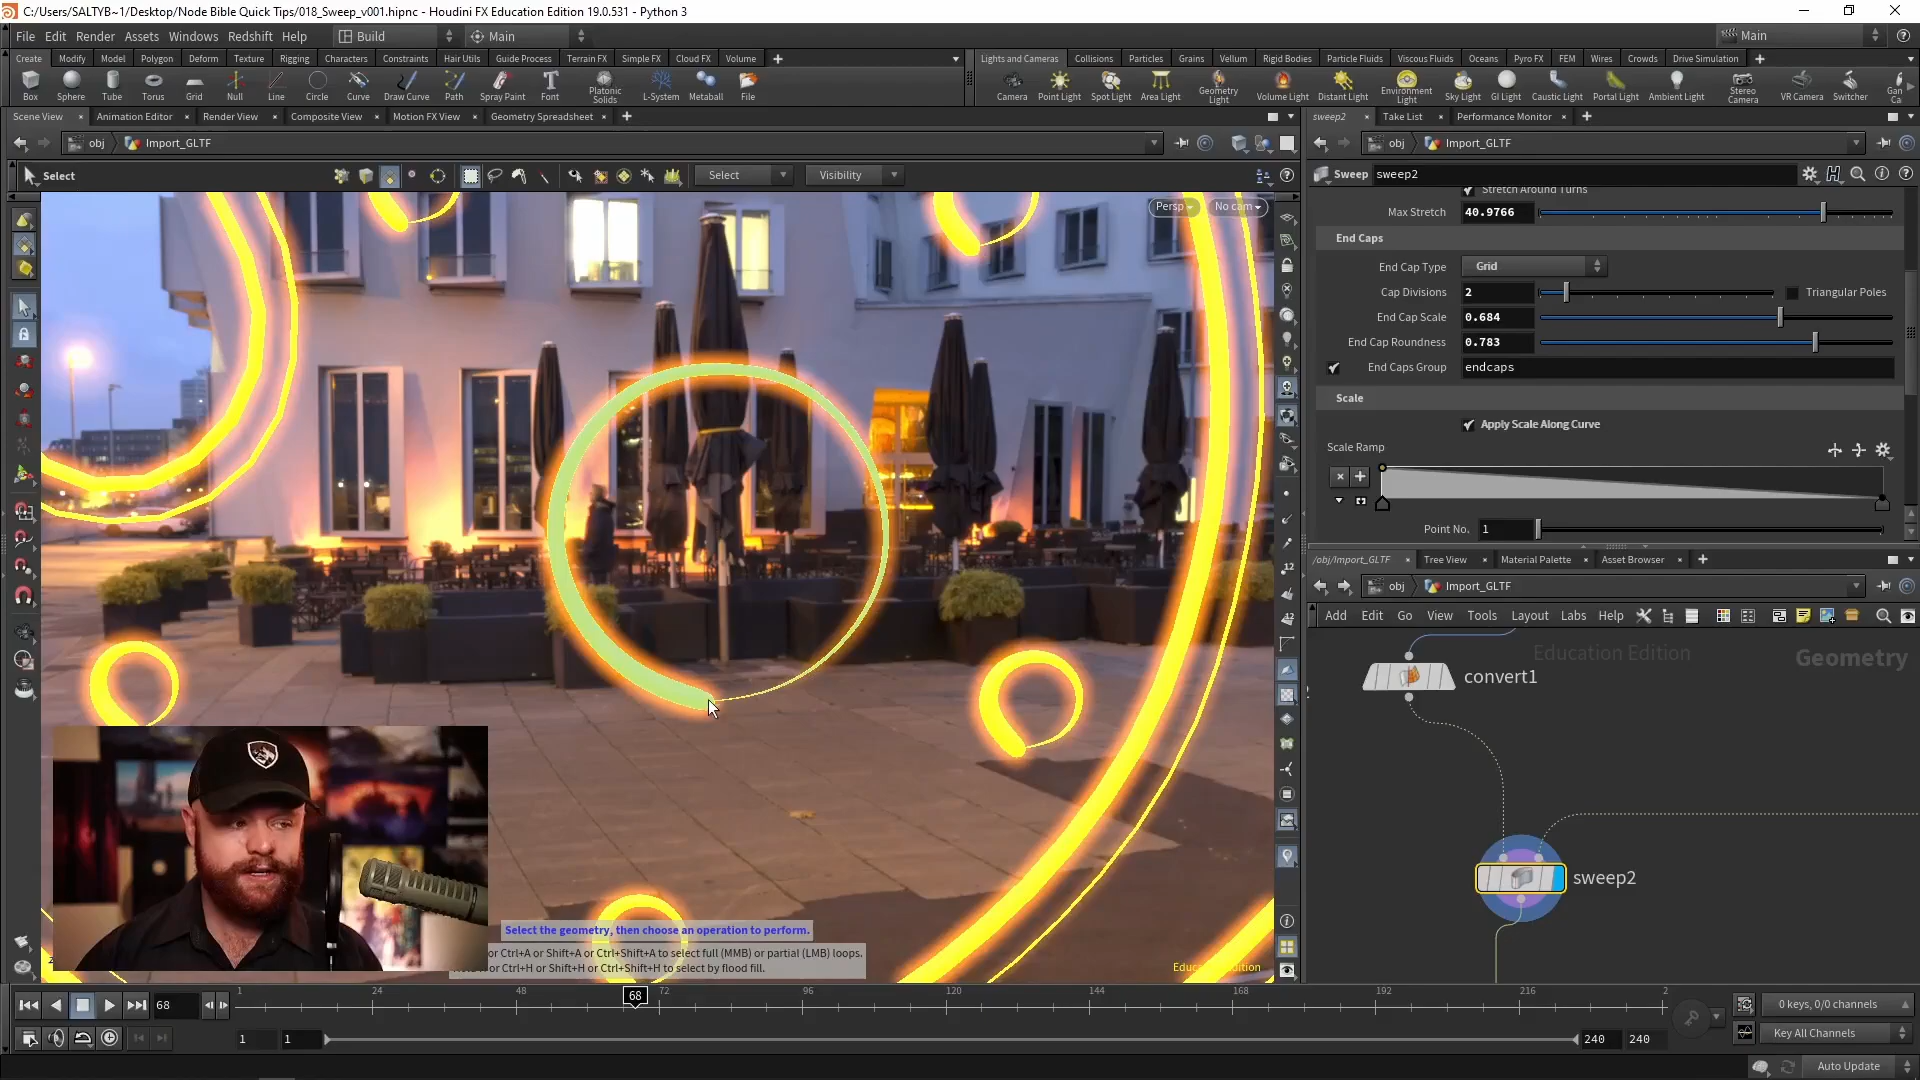 C:/Users/SALTYB~1/Desktop/Node Bible Quick Tips/018_Sweep_v001.hipnc - Houdini FX Education Edition 19.0.531 - Python 3
File Edit Render Assets Windows Redshift Help Build Main Main
Create Modify Model Polygon Deform Texture Rigging Characters Constraints Hair Utils Guide Process Terrain FX Simple FX Cloud FX Volume
Lights and Cameras Collisions Particles Grains Vellum Rigid Bodies Particle Fluids Viscous Fluids Oceans Pyro FX FEM Wires Crowds Drive Simulation
Box Sphere Tube Torus Grid Null Line Circle Curve Draw Curve Path Spray Paint Font Platonic Solids L-System Metaball File
Camera Point Light Spot Light Area Light Geometry Light Volume Light Distant Light Environment Light Sky Light GI Light Caustic Light Portal Light Ambient Light Stereo Camera VR Camera Switcher Gan Ca
Scene View Animation Editor Render View Composite View Motion FX View Geometry Spreadsheet
sweep2 Take List Performance Monitor
obj Import_GLTF
obj Import_GLTF
Select Select Visibility
Sweep sweep2
Persp No cam
Stretch Around Turns
Max Stretch 40.9766
End Caps
End Cap Type Grid
Cap Divisions 2 Triangular Poles
End Cap Scale 0.684
End Cap Roundness 0.783
End Caps Group endcaps
Scale
Apply Scale Along Curve
Scale Ramp
Point No. 1
/obj/Import_GLTF Tree View Material Palette Asset Browser
obj Import_GLTF
Add Edit Go View Tools Layout Labs Help
Education Edition Geometry
convert1
sweep2
Select the geometry, then choose an operation to perform.
or Ctrl+A or Shift+A or Ctrl+Shift+A to select full (MMB) or partial (LMB) loops.
or Ctrl+H or Shift+H or Ctrl+Shift+H to select by flood fill.
68 1 24 48 68 72 96 120 144 168 192 216 2
0 keys, 0/0 channels
1 1 240 240
Key All Channels
Auto Update